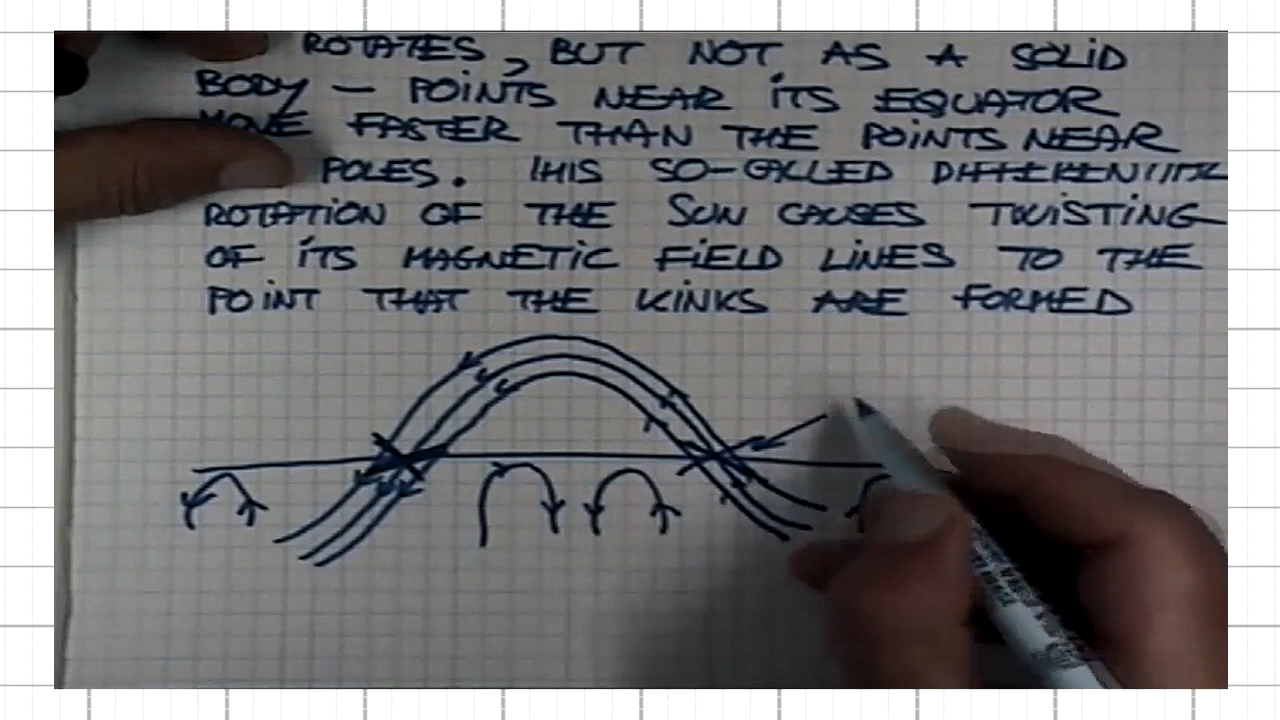 ROTATES, BUT NOT AS A SOLID
BODY – POINTS NEAR ITS EQUATOR
MOVE FASTER THAN THE POINTS NEAR
POLES. THIS SO-CALLED DIFFERENTIAL
ROTATION OF THE SUN CAUSES TWISTING
OF ITS MAGNETIC FIELD LINES TO THE
POINT THAT THE KINKS ARE FORMED